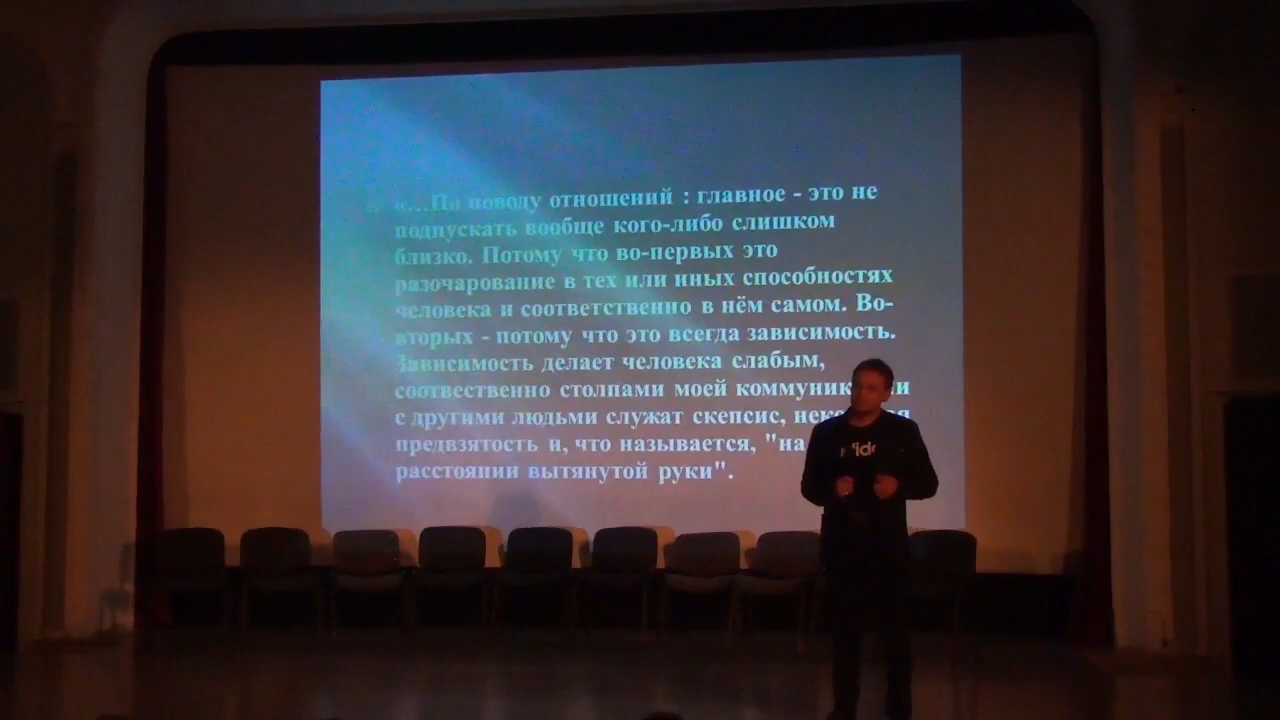 «...По поводу отношений : главное - это не
подпускать вообще кого-либо слишком
близко. Потому что во-первых это
разочарование в тех или иных способностях
человека и соответственно в нём самом. Во-
вторых - потому что это всегда зависимость.
Зависимость делает человека слабым,
соотвественно столпами моей
с другими людьми служат скепсис,
предвзятость и, что называется, "на
расстоянии вытянутой руки".